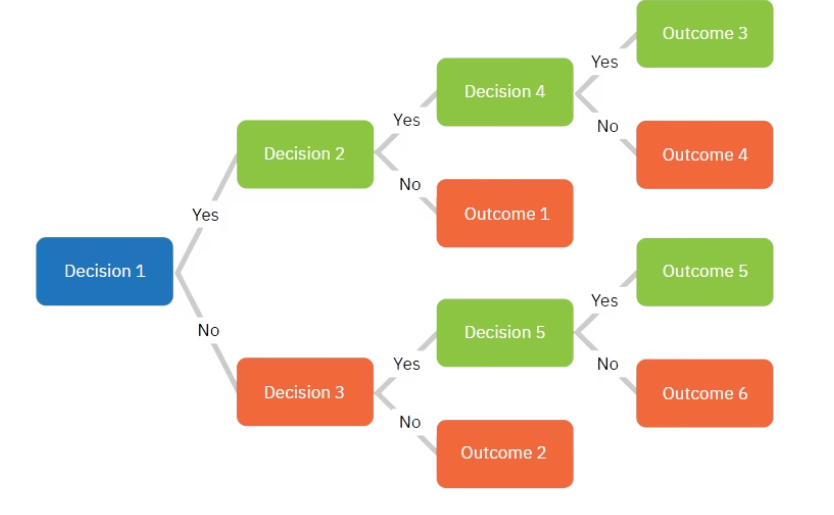 Outcome 3
Yes
Decision 4
Yes
No
Decision 2
Outcome 4
No
Outcome 1
Yes
Decision 1
Outcome 5
Yes
No
Decision 5
Yes
No
Decision 3
Outcome 6
No
Outcome 2